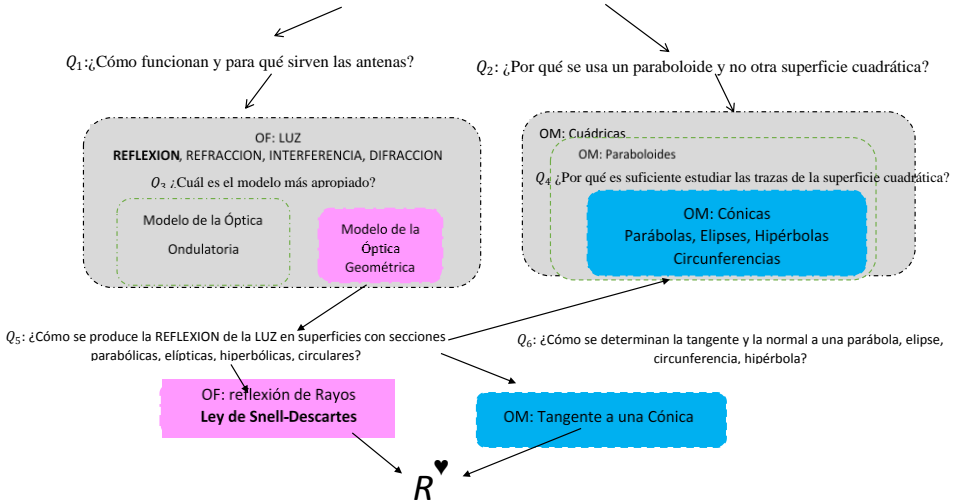 Q₁:¿Cómo funcionan y para qué sirven las antenas?
Q₂: ¿Por qué se usa un paraboloide y no otra superficie cuadrática?
OF: LUZ
REFLEXION, REFRACCION, INTERFERENCIA, DIFRACCION
Q₃ ¿Cuál es el modelo más apropiado?
Modelo de la Óptica
Ondulatoria
Modelo de la
Óptica
Geométrica
OM: Cuádricas
OM: Paraboloides
Q₄ ¿Por qué es suficiente estudiar las trazas de la superficie cuadrática?
OM: Cónicas
Parábolas, Elipses, Hipérbolas
Circunferencias
Q₅: ¿Cómo se produce la REFLEXION de la LUZ en superficies con secciones
parabólicas, elípticas, hiperbólicas, circulares?
Q₆: ¿Cómo se determinan la tangente y la normal a una parábola, elipse,
circunferencia, hipérbola?
OF: reflexión de Rayos
Ley de Snell-Descartes
OM: Tangente a una Cónica
R♥